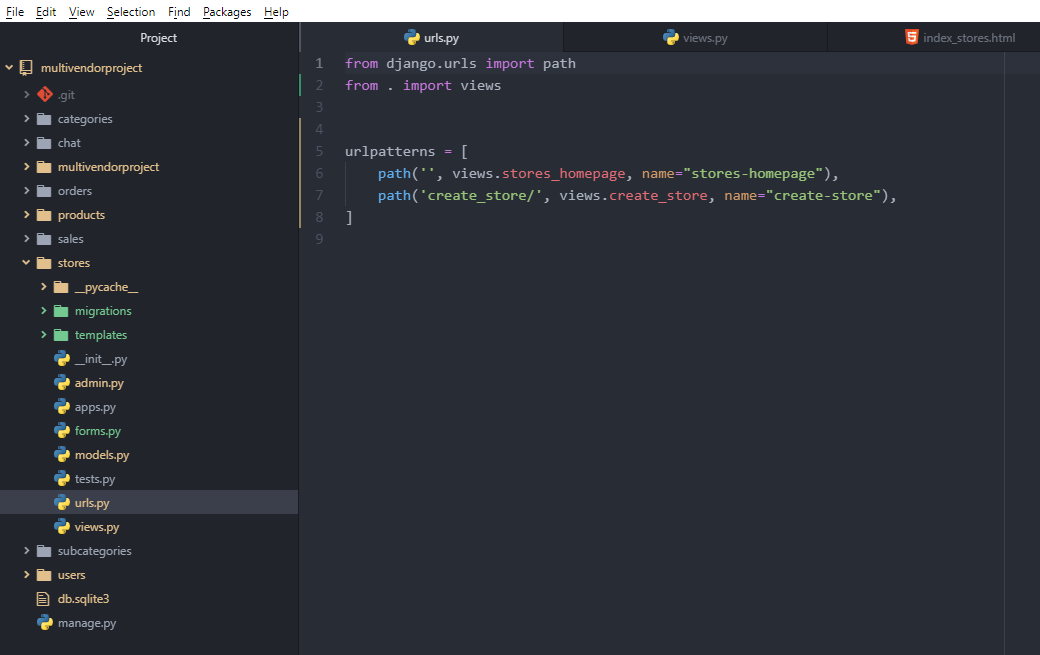 File Edit View Selection Find Packages Help
Project
multivendorproject
.git
categories
chat
multivendorproject
orders
products
sales
stores
__pycache__
migrations
templates
__init__.py
admin.py
apps.py
forms.py
models.py
tests.py
urls.py
views.py
subcategories
users
db.sqlite3
manage.py
urls.py views.py index_stores.html
1 from django.urls import path
2 from . import views
3
4
5 urlpatterns = [
6     path('', views.stores_homepage, name="stores-homepage"),
7     path('create_store/', views.create_store, name="create-store"),
8 ]
9